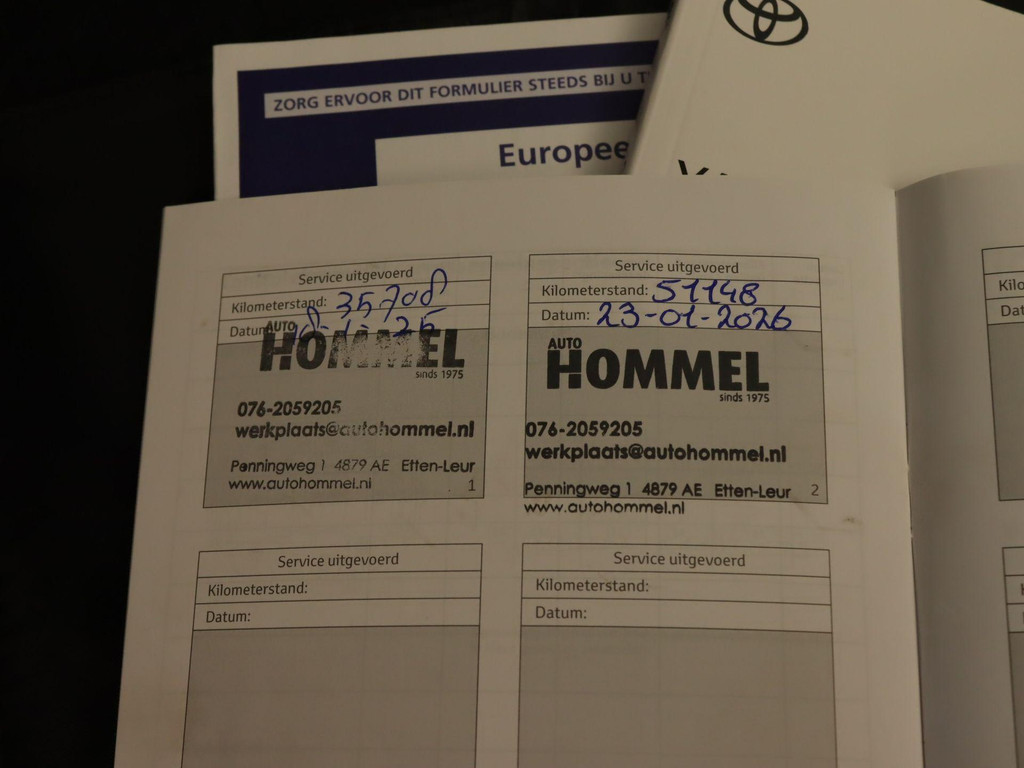 ZORG ERVOOR DIT FORMULIER STEEDS BIJ U
Europee
Service uitgevoerd
Kilometerstand: 35708
Datum:
AUTO
HOMMEL
sinds 1975
076-2059205
werkplaats@autohommel.nl
Penningweg 1 4879 AE Etten-Leur
www.autohommel.nl
1
Service uitgevoerd
Kilometerstand: 51148
Datum: 23-01-2026
AUTO
HOMMEL
sinds 1975
076-2059205
werkplaats@autohommel.nl
Penningweg 1 4879 AE Etten-Leur 2
www.autohommel.nl
Service uitgevoerd
Kilometerstand:
Datum:
Service uitgevoerd
Kilometerstand:
Datum:
Kilo
Dat